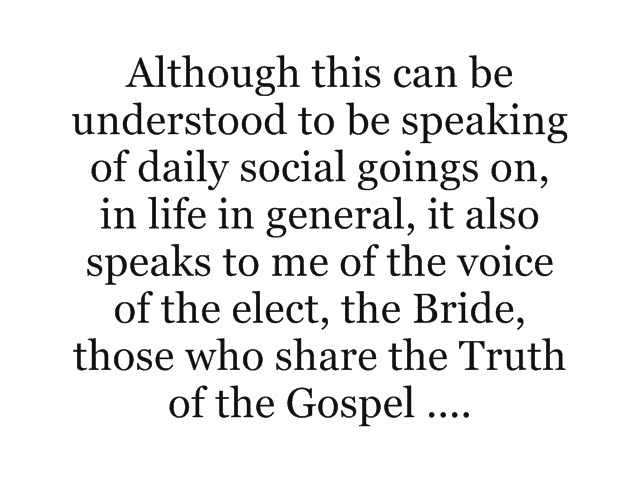 Although this can be
understood to be speaking
of daily social goings on,
in life in general, it also
speaks to me of the voice
of the elect, the Bride,
those who share the Truth
of the Gospel ....